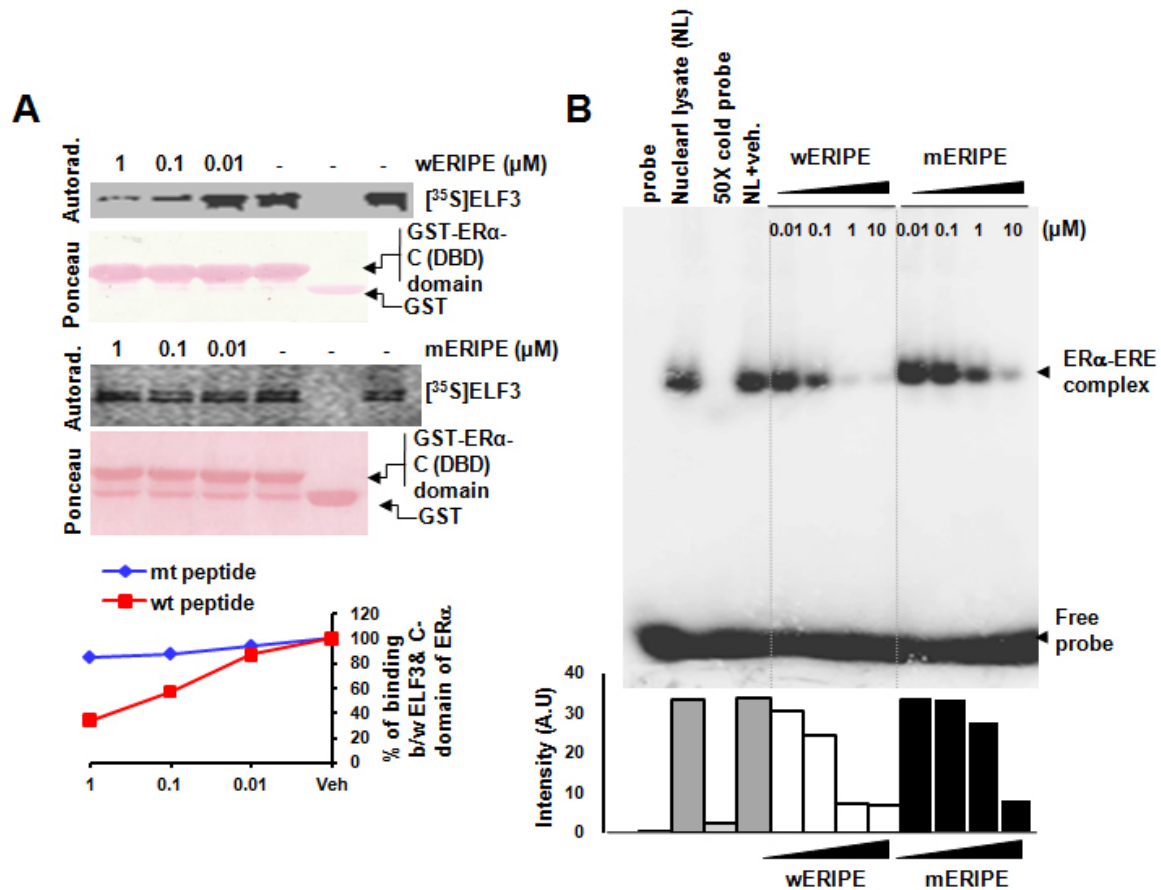 A
Autorad.
1 0.1 0.01 - - - wERIPE (µM)
[³⁵S]ELF3
Ponceau
GST-ERα-
C (DBD)
domain
GST
1 0.1 0.01 - - - mERIPE (µM)
Autorad.
[³⁵S]ELF3
Ponceau
GST-ERα-
C (DBD)
domain
GST
mt peptide
wt peptide
120
100
80
60
40
20
0
% of binding
b/w ELF3& C-
domain of ERα
1 0.1 0.01 Veh
B
probe
Nuclearl lysate (NL)
50X cold probe
NL+veh.
wERIPE
mERIPE
0.01 0.1 1 10 0.01 0.1 1 10 (µM)
ERα-ERE
complex
Free
probe
Intensity (A.U)
40
30
20
10
0
wERIPE
mERIPE